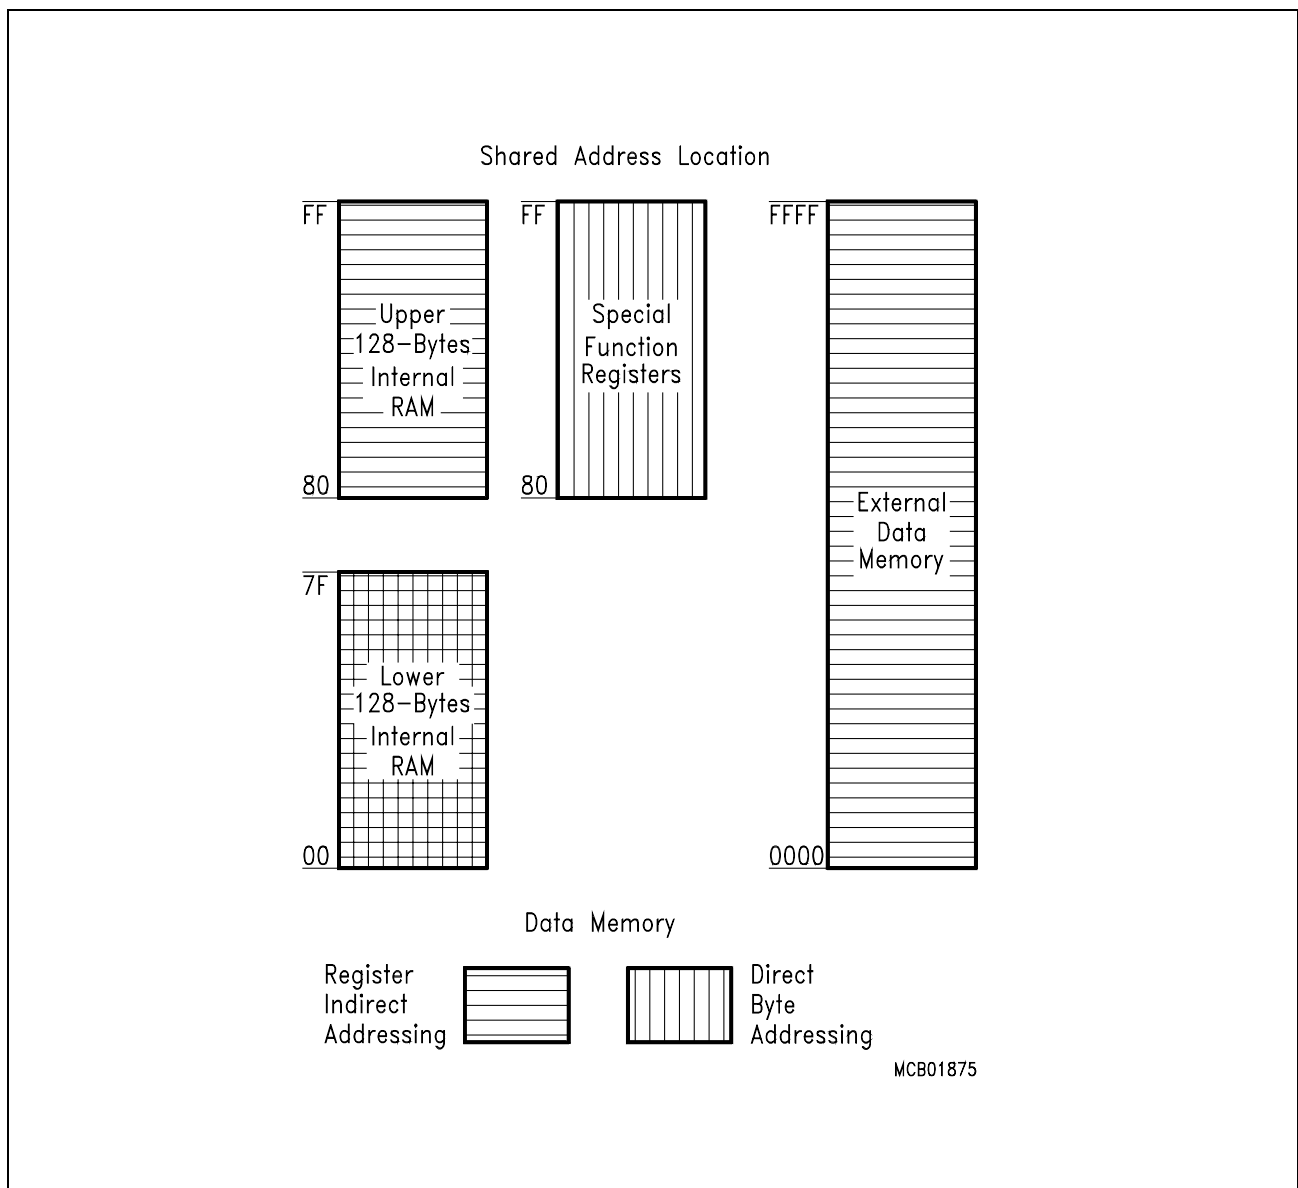 Shared Address Location
FF
FF
FFFF
Upper
128-Bytes
Internal
RAM
Special
Function
Registers
80
80
External
Data
Memory
7F
Lower
128-Bytes
Internal
RAM
00
0000
Data Memory
Register
Indirect
Addressing
Direct
Byte
Addressing
MCB01875